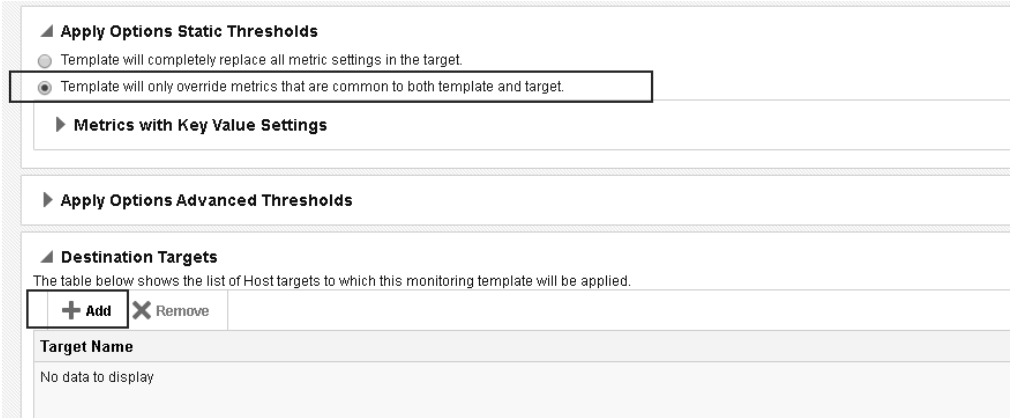 Apply Options Static Thresholds
Template will completely replace all metric settings in the target.
Template will only override metrics that are common to both template and target.
Metrics with Key Value Settings
Apply Options Advanced Thresholds
Destination Targets
The table below shows the list of Host targets to which this monitoring template will be applied.
Add Remove
Target Name
No data to display